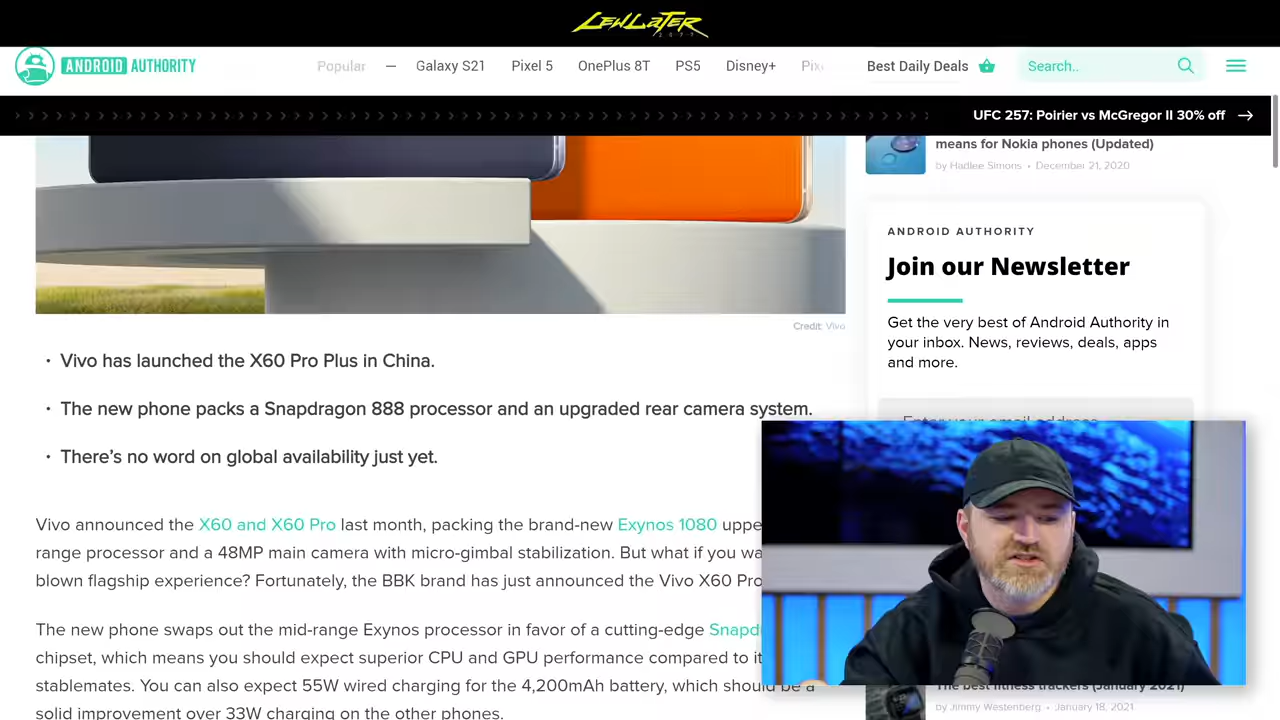 LEWLATER
2077
ANDROID AUTHORITY
Popular — Galaxy S21 Pixel 5 OnePlus 8T PS5 Disney+ Pix
Best Daily Deals
Search..
UFC 257: Poirier vs McGregor II 30% off →
means for Nokia phones (Updated)
by Hadlee Simons • December 21, 2020
Credit: Vivo
• Vivo has launched the X60 Pro Plus in China.
• The new phone packs a Snapdragon 888 processor and an upgraded rear camera system.
• There's no word on global availability just yet.
Vivo announced the X60 and X60 Pro last month, packing the brand-new Exynos 1080 uppe
range processor and a 48MP main camera with micro-gimbal stabilization. But what if you wa
blown flagship experience? Fortunately, the BBK brand has just announced the Vivo X60 Pro
The new phone swaps out the mid-range Exynos processor in favor of a cutting-edge Snapd
chipset, which means you should expect superior CPU and GPU performance compared to it
stablemates. You can also expect 55W wired charging for the 4,200mAh battery, which should be a
solid improvement over 33W charging on the other phones.
ANDROID AUTHORITY
Join our Newsletter
Get the very best of Android Authority in
your inbox. News, reviews, deals, apps
and more.
Enter your email address
The best fitness trackers (January 2021)
by Jimmy Westenberg • January 18, 2021